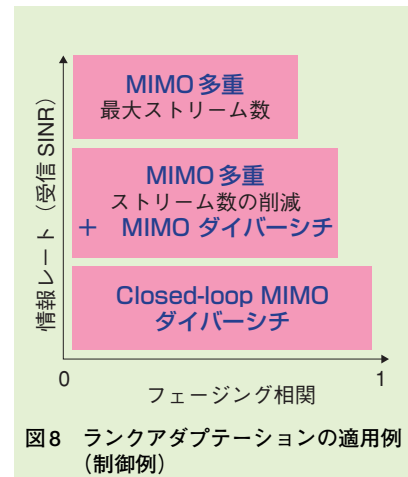 MIMO多重
最大ストリーム数
MIMO多重
ストリーム数の削減
+ MIMO ダイバーシチ
Closed-loop MIMO
ダイバーシチ
情報レート（受信 SINR）
0
1
フェージング相関
図8 ランクアダプテーションの適用例
（制御例）